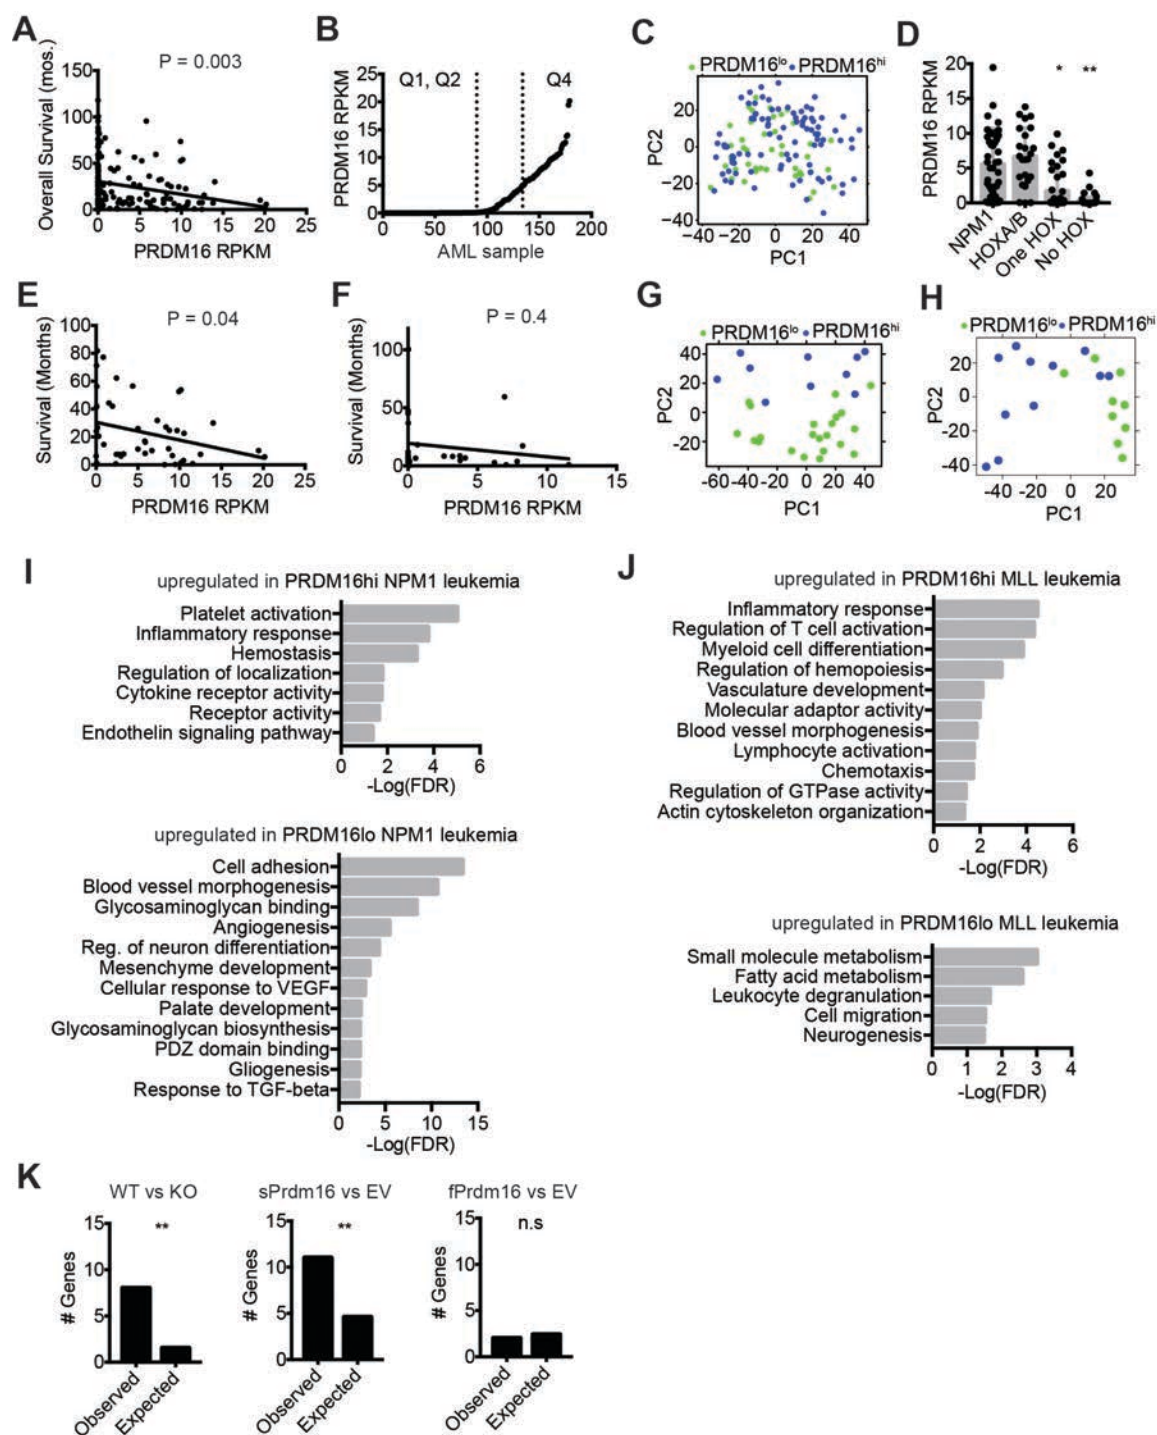 A
P = 0.003
Overall Survival (mos.)
150
100
50
0
0 5 10 15 20 25
PRDM16 RPKM
B
Q1, Q2
Q4
PRDM16 RPKM
25
20
15
10
5
0
0 50 100 150 200
AML sample
C
PRDM16lo PRDM16hi
PC2
20
0
−20
−40
−40 −20 0 20 40
PC1
D
PRDM16 RPKM
20
15
10
5
0
* **
NPM1
HOXA/B
One HOX
No HOX
E
P = 0.04
Survival (Months)
100
80
60
40
20
0
0 5 10 15 20 25
PRDM16 RPKM
F
P = 0.4
Survival (Months)
100
50
0
0 5 10 15
PRDM16 RPKM
G
PRDM16lo PRDM16hi
PC2
40
20
0
−20
-60 −40 −20 0 20 40
PC1
H
PRDM16lo PRDM16hi
PC2
20
0
−20
−40
−40 −20 0 20
PC1
I
upregulated in PRDM16hi NPM1 leukemia
Platelet activation
Inflammatory response
Hemostasis
Regulation of localization
Cytokine receptor activity
Receptor activity
Endothelin signaling pathway
0 2 4 6
-Log(FDR)
upregulated in PRDM16lo NPM1 leukemia
Cell adhesion
Blood vessel morphogenesis
Glycosaminoglycan binding
Angiogenesis
Reg. of neuron differentiation
Mesenchyme development
Cellular response to VEGF
Palate development
Glycosaminoglycan biosynthesis
PDZ domain binding
Gliogenesis
Response to TGF-beta
0 5 10 15
-Log(FDR)
J
upregulated in PRDM16hi MLL leukemia
Inflammatory response
Regulation of T cell activation
Myeloid cell differentiation
Regulation of hemopoiesis
Vasculature development
Molecular adaptor activity
Blood vessel morphogenesis
Lymphocyte activation
Chemotaxis
Regulation of GTPase activity
Actin cytoskeleton organization
0 2 4 6
-Log(FDR)
upregulated in PRDM16lo MLL leukemia
Small molecule metabolism
Fatty acid metabolism
Leukocyte degranulation
Cell migration
Neurogenesis
0 1 2 3 4
-Log(FDR)
K
WT vs KO
**
# Genes
15
10
5
0
Observed
Expected
sPrdm16 vs EV
**
# Genes
15
10
5
0
Observed
Expected
fPrdm16 vs EV
n.s
# Genes
15
10
5
0
Observed
Expected